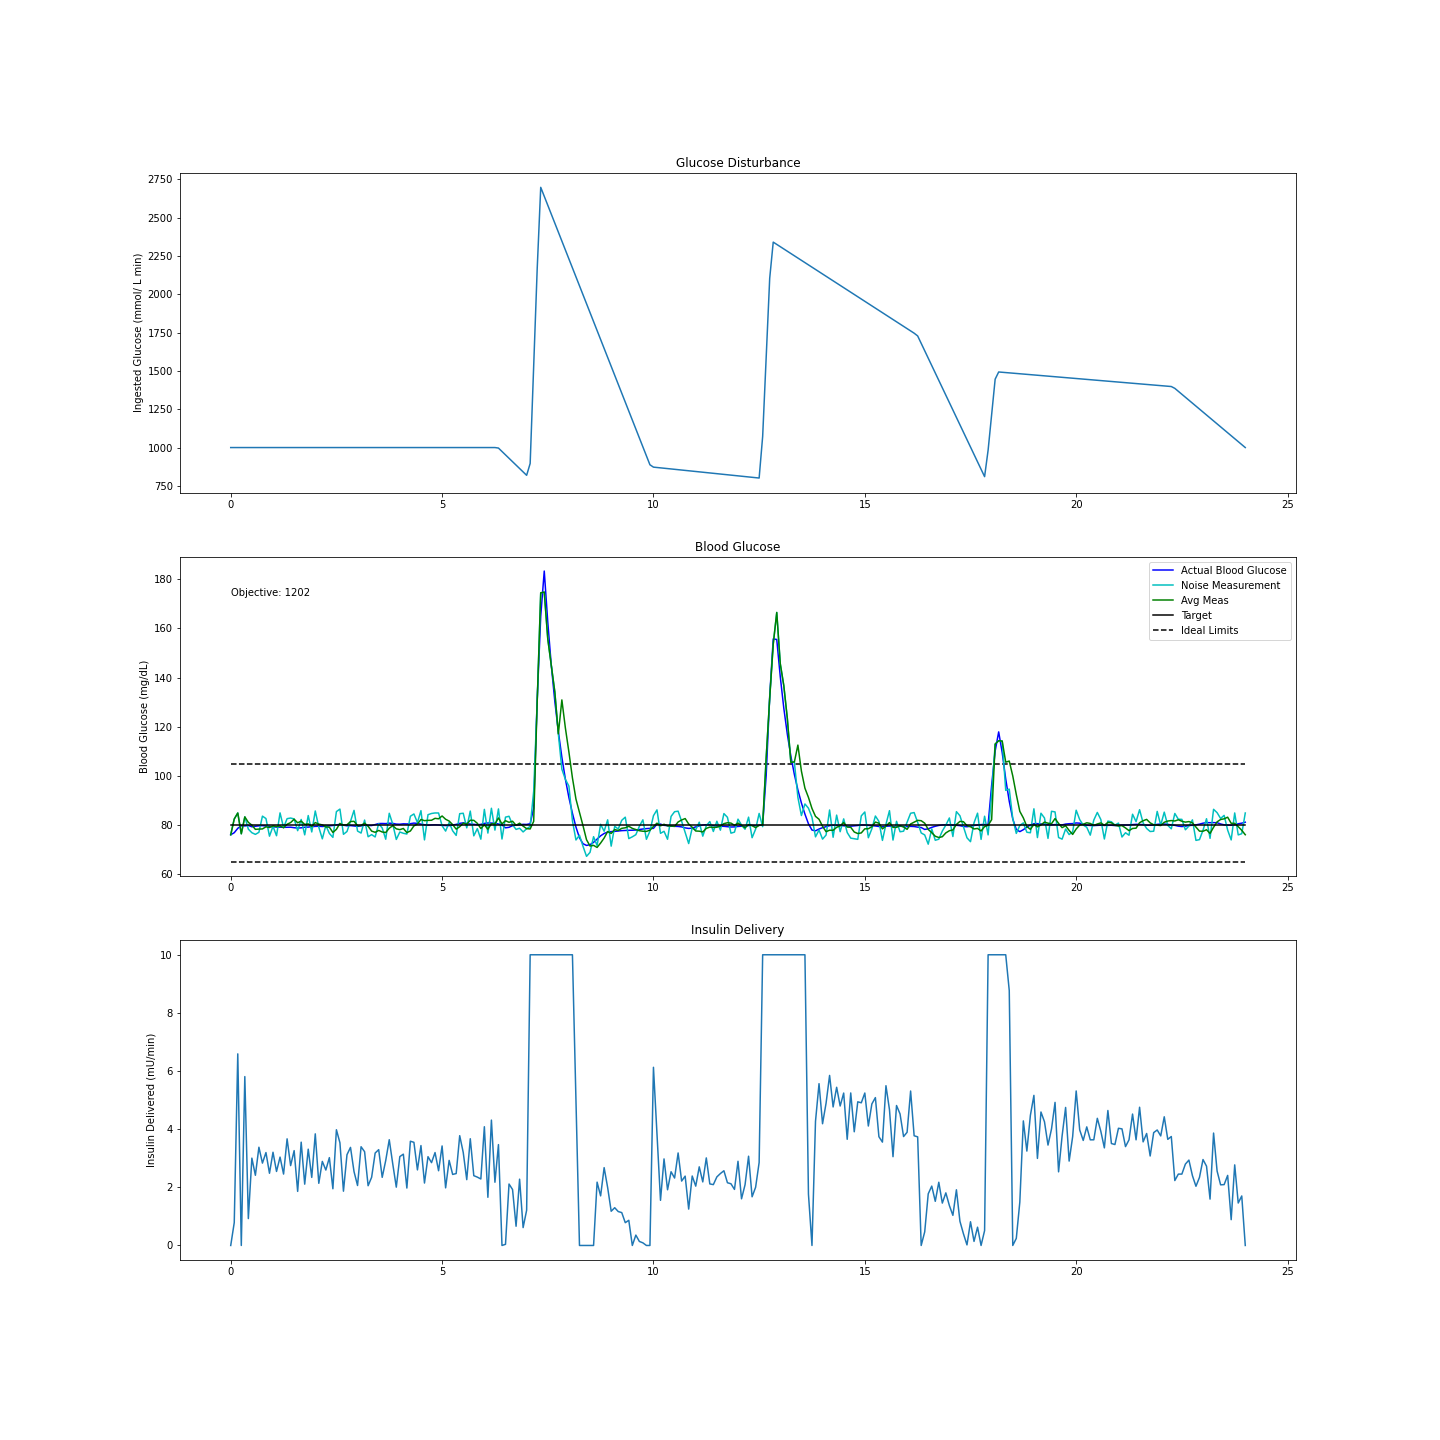 Glucose Disturbance
Ingested Glucose (mmol/ L min)
2750
2500
2250
2000
1750
1500
1250
1000
750
0 5 10 15 20 25
Blood Glucose
Blood Glucose (mg/dL)
180
160
140
120
100
80
60
Objective: 1202
Actual Blood Glucose
Noise Measurement
Avg Meas
Target
Ideal Limits
0 5 10 15 20 25
Insulin Delivery
Insulin Delivered (mU/min)
10
8
6
4
2
0
0 5 10 15 20 25